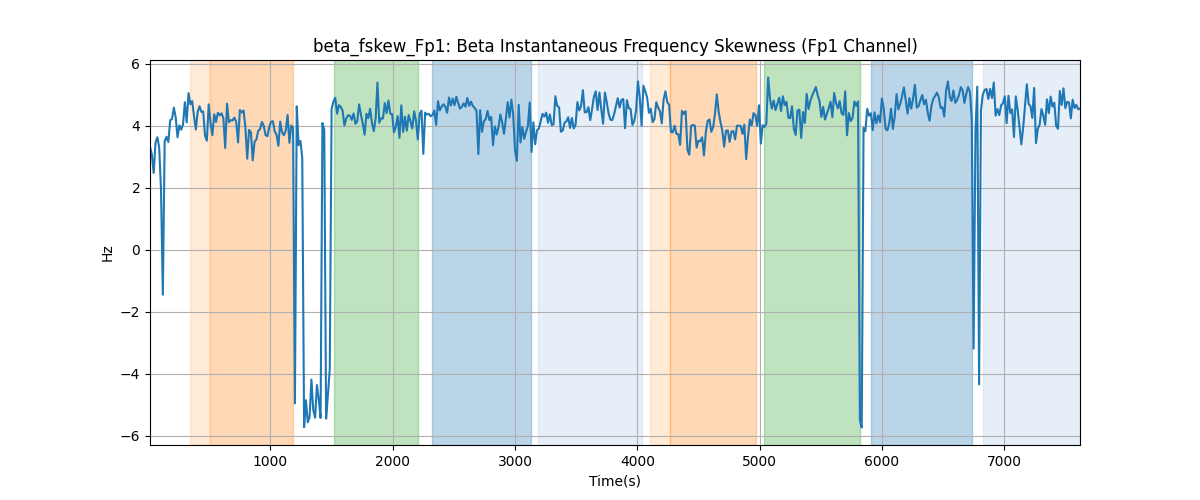 beta_fskew_Fp1: Beta Instantaneous Frequency Skewness (Fp1 Channel)
6
4
2
0
−2
−4
−6
Hz
1000 2000 3000 4000 5000 6000 7000
Time(s)